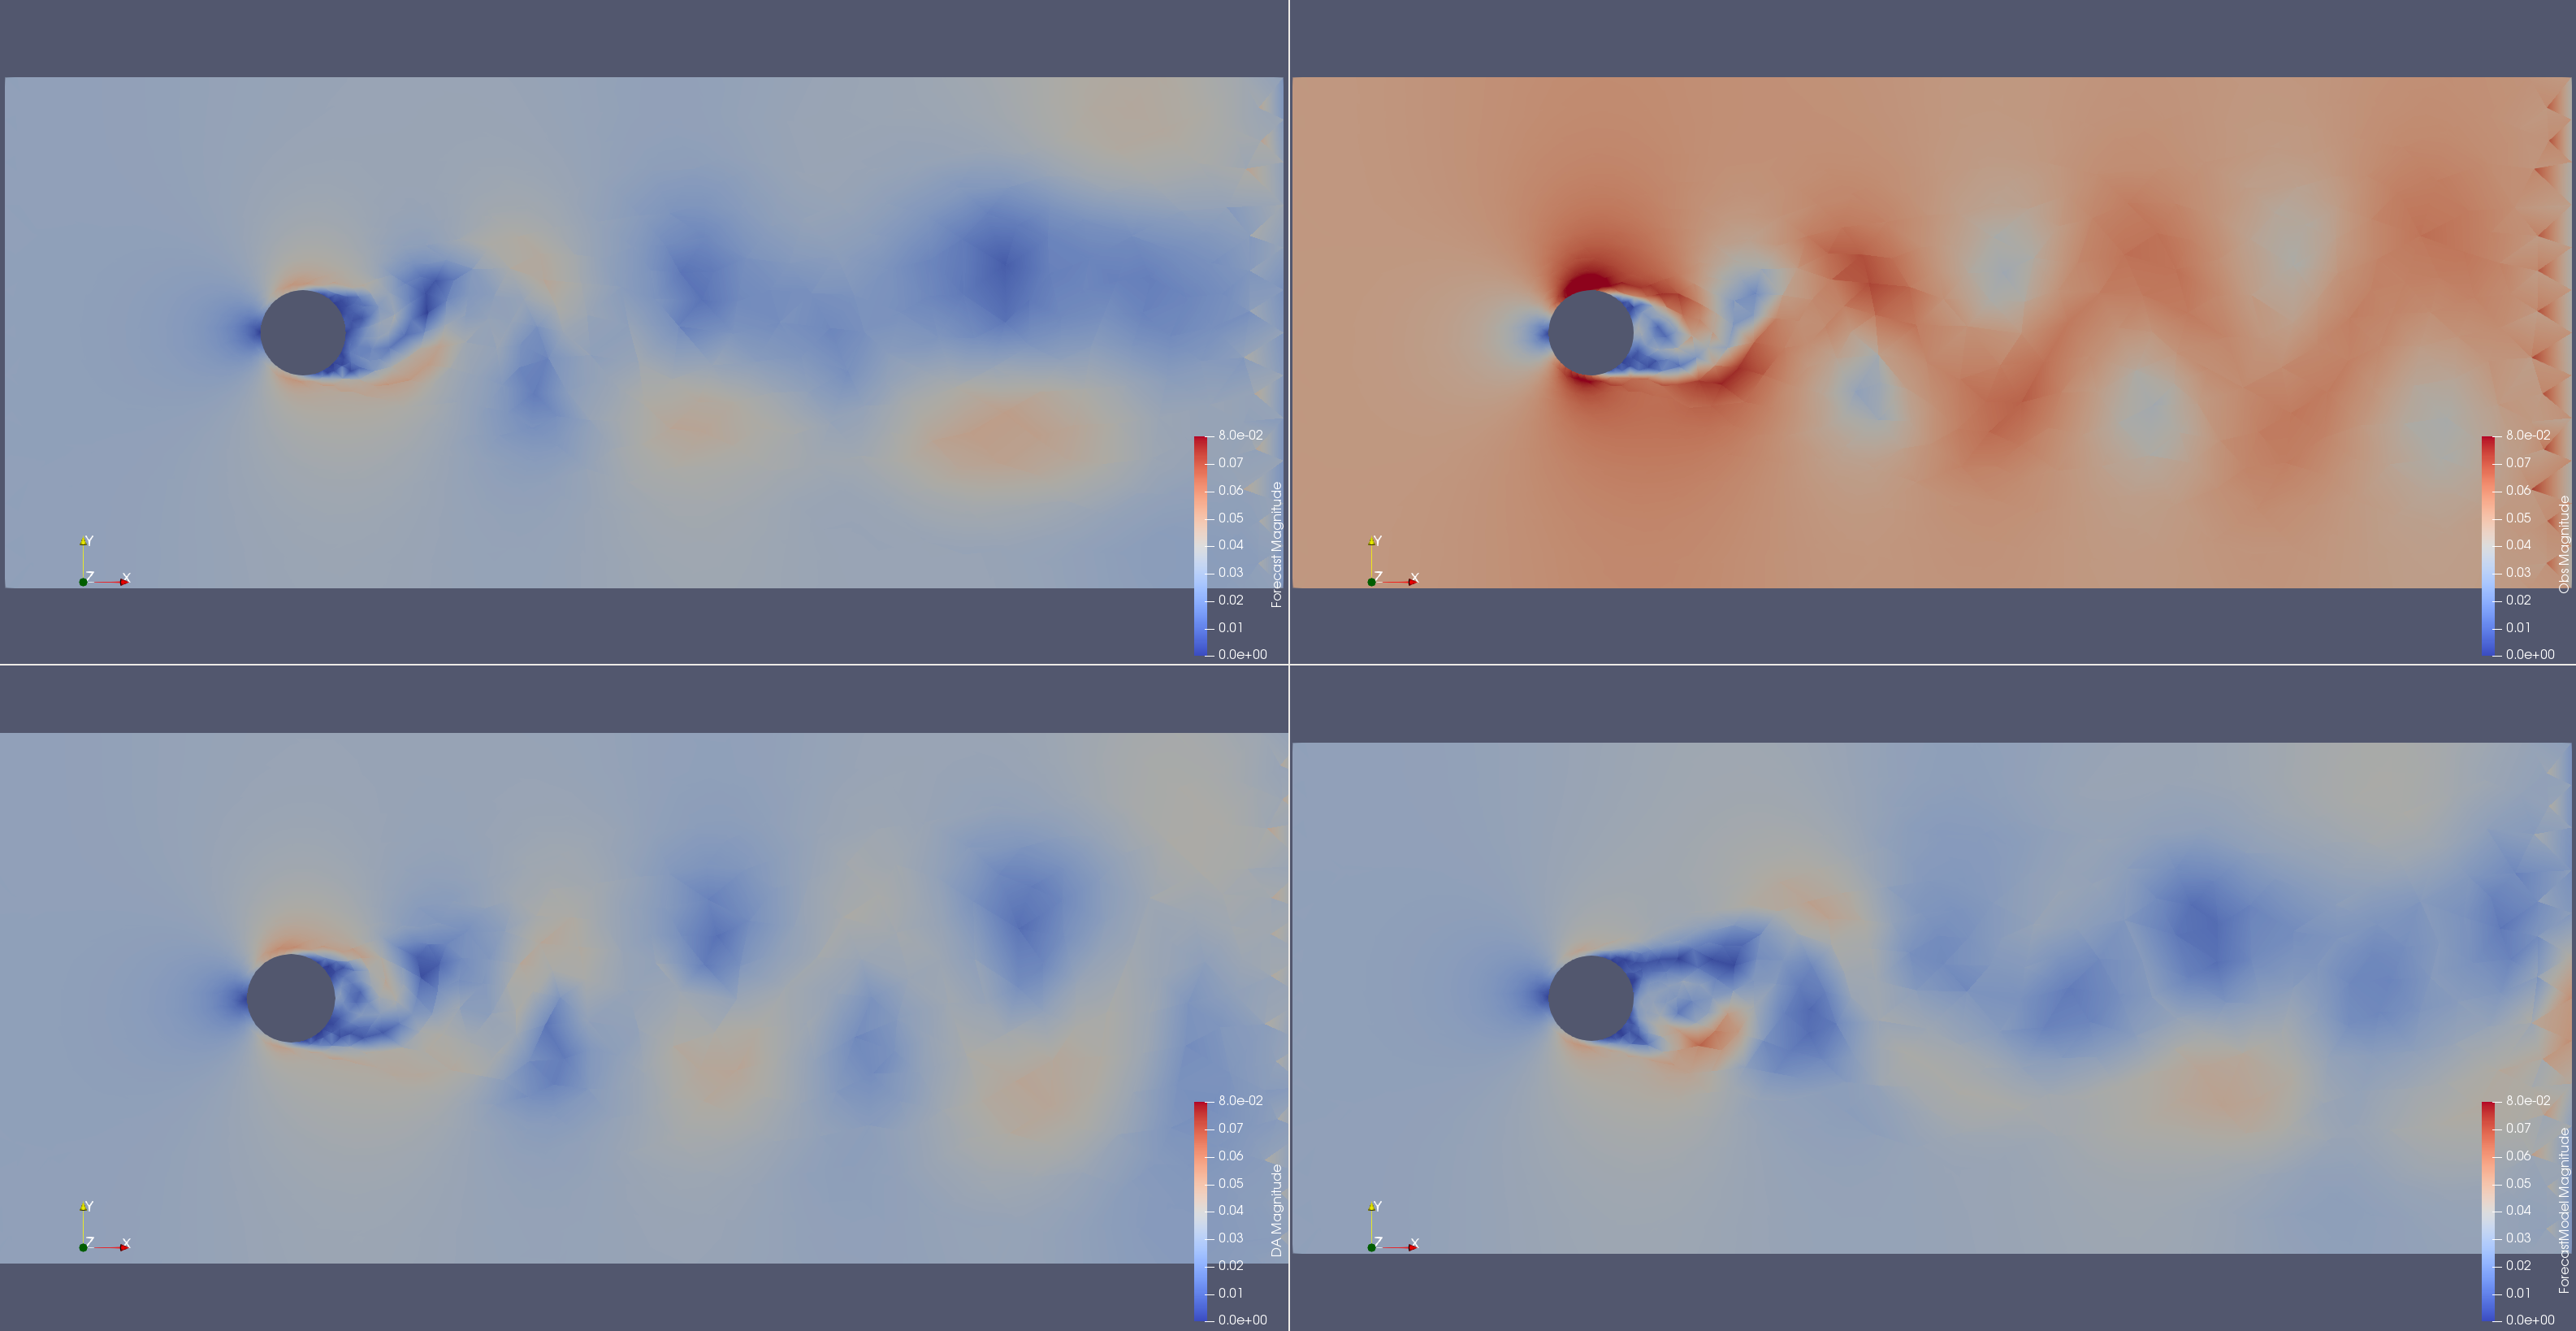 8.0e-02
0.07
0.06
0.05
0.04
0.03
0.02
0.01
0.0e+00
Forecast Magnitude
Y
Z
X
8.0e-02
0.07
0.06
0.05
0.04
0.03
0.02
0.01
0.0e+00
Obs Magnitude
Y
Z
X
8.0e-02
0.07
0.06
0.05
0.04
0.03
0.02
0.01
0.0e+00
DA Magnitude
Y
Z
X
8.0e-02
0.07
0.06
0.05
0.04
0.03
0.02
0.01
0.0e+00
ForecastModel Magnitude
Y
Z
X